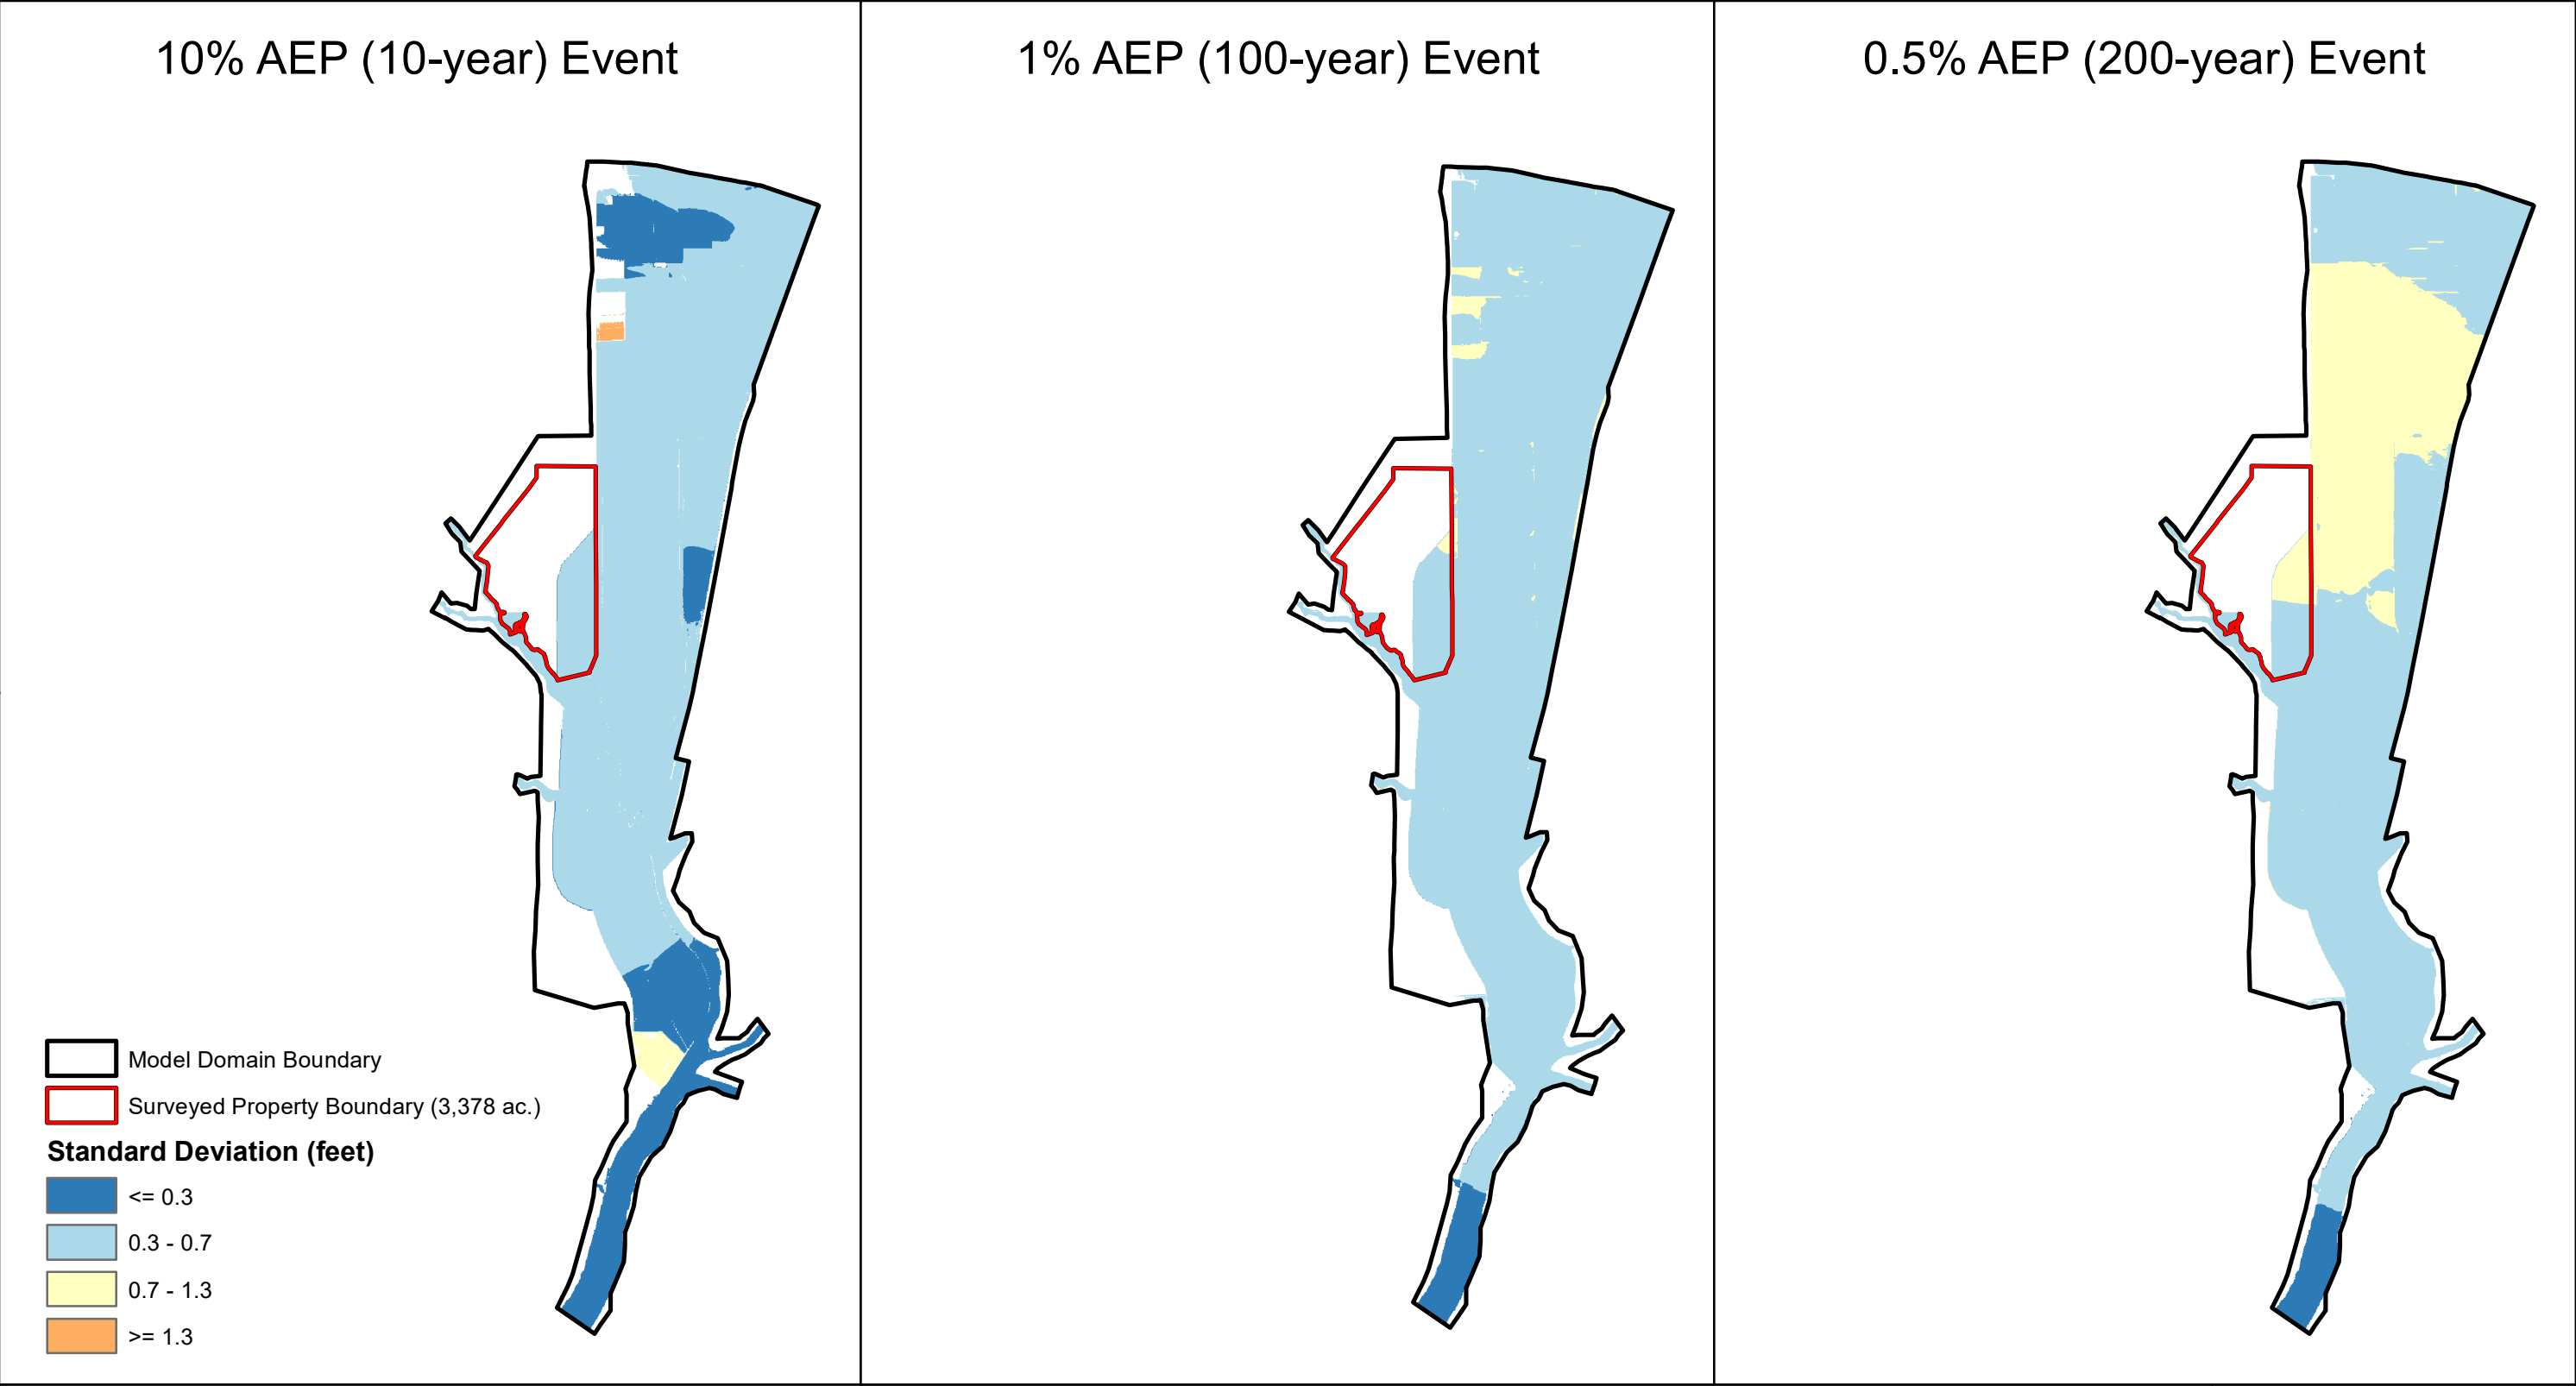 10% AEP (10-year) Event
1% AEP (100-year) Event
0.5% AEP (200-year) Event
Model Domain Boundary
Surveyed Property Boundary (3,378 ac.)
Standard Deviation (feet)
<= 0.3
0.3 - 0.7
0.7 - 1.3
>= 1.3